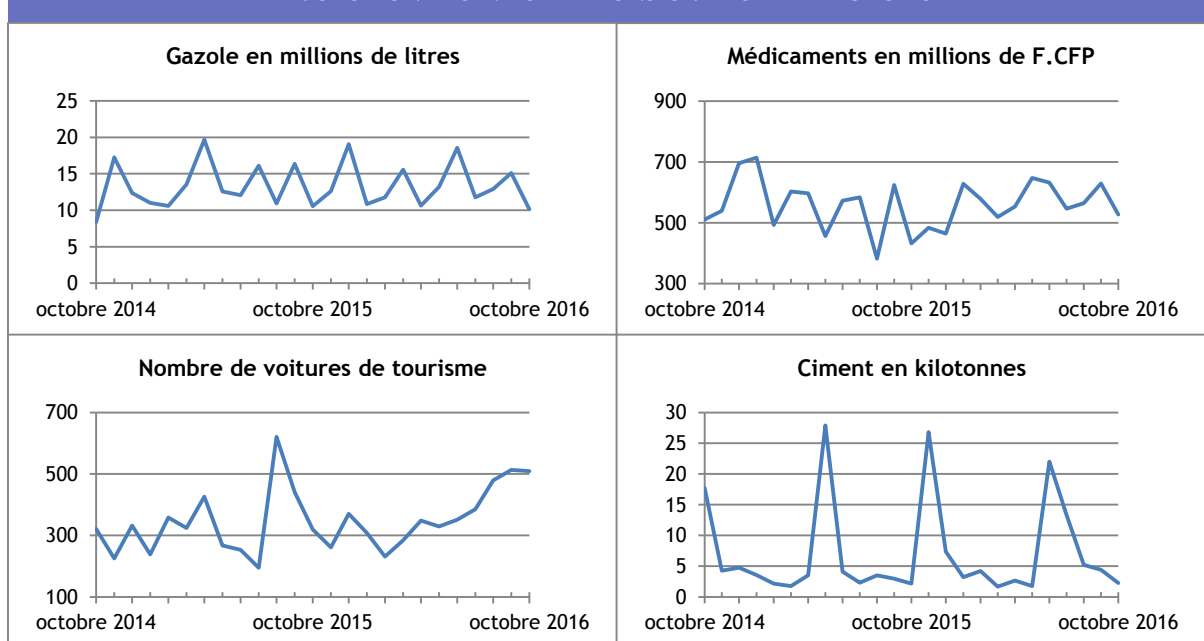 Gazole en millions de litres
25
20
15
10
5
0
octobre 2014 octobre 2015 octobre 2016
Médicaments en millions de F.CFP
900
700
500
300
octobre 2014 octobre 2015 octobre 2016
Nombre de voitures de tourisme
700
500
300
100
octobre 2014 octobre 2015 octobre 2016
Ciment en kilotonnes
30
25
20
15
10
5
0
octobre 2014 octobre 2015 octobre 2016